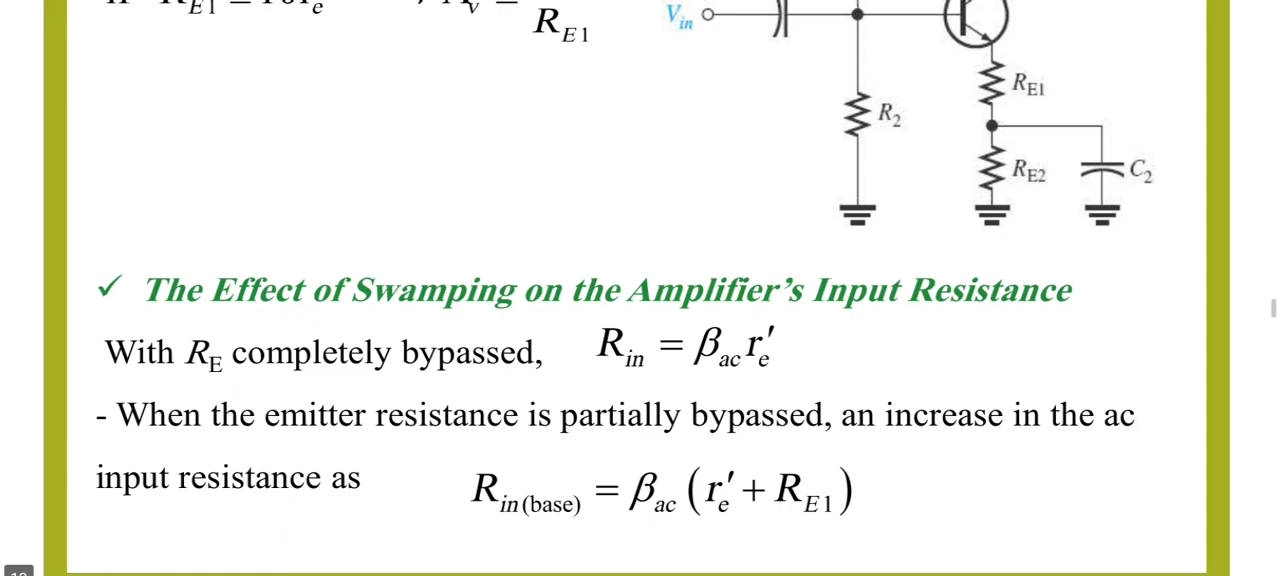 R_E1
V_in
R_E1
R_2
R_E2
C_2
✓ The Effect of Swamping on the Amplifier's Input Resistance
With R_E completely bypassed, R_in = β_ac r'_e
- When the emitter resistance is partially bypassed, an increase in the ac
input resistance as R_in(base) = β_ac (r'_e + R_E1)